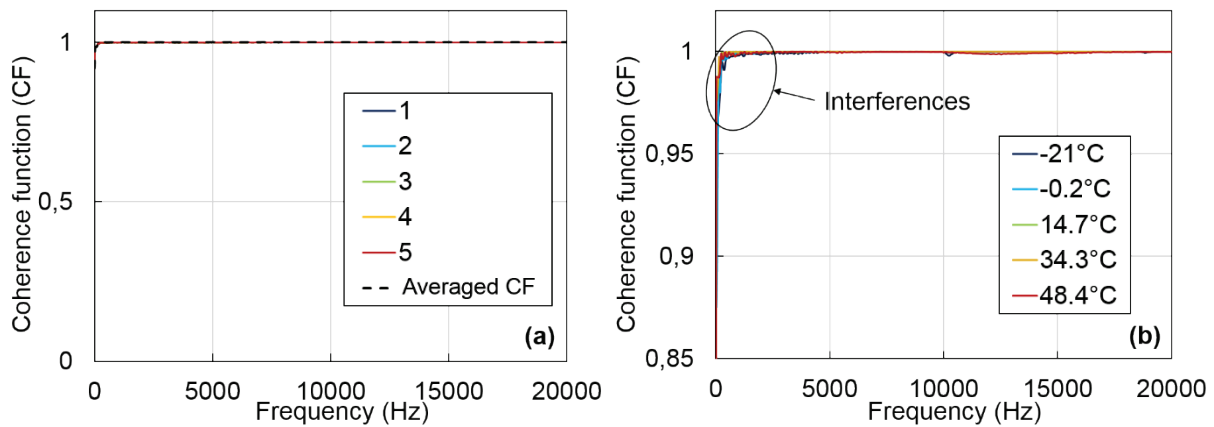 Coherence function (CF)
1
0,5
0
1
2
3
4
5
Averaged CF
(a)
0
5000
10000
15000
20000
Frequency (Hz)
Coherence function (CF)
1
0,95
0,9
0,85
Interferences
-21°C
-0.2°C
14.7°C
34.3°C
48.4°C
(b)
0
5000
10000
15000
20000
Frequency (Hz)